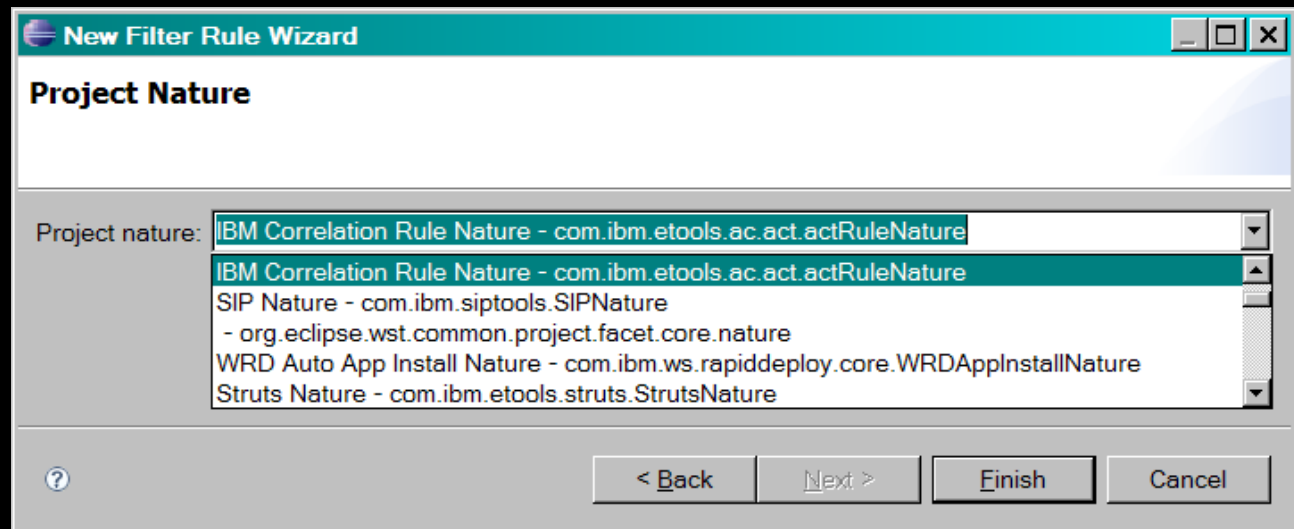 New Filter Rule Wizard
Project Nature
Project nature: IBM Correlation Rule Nature - com.ibm.etools.ac.act.actRuleNature
IBM Correlation Rule Nature - com.ibm.etools.ac.act.actRuleNature
SIP Nature - com.ibm.siptools.SIPNature
- org.eclipse.wst.common.project.facet.core.nature
WRD Auto App Install Nature - com.ibm.ws.rapiddeploy.core.WRDAppInstallNature
Struts Nature - com.ibm.etools.struts.StrutsNature
? < Back Next > Finish Cancel